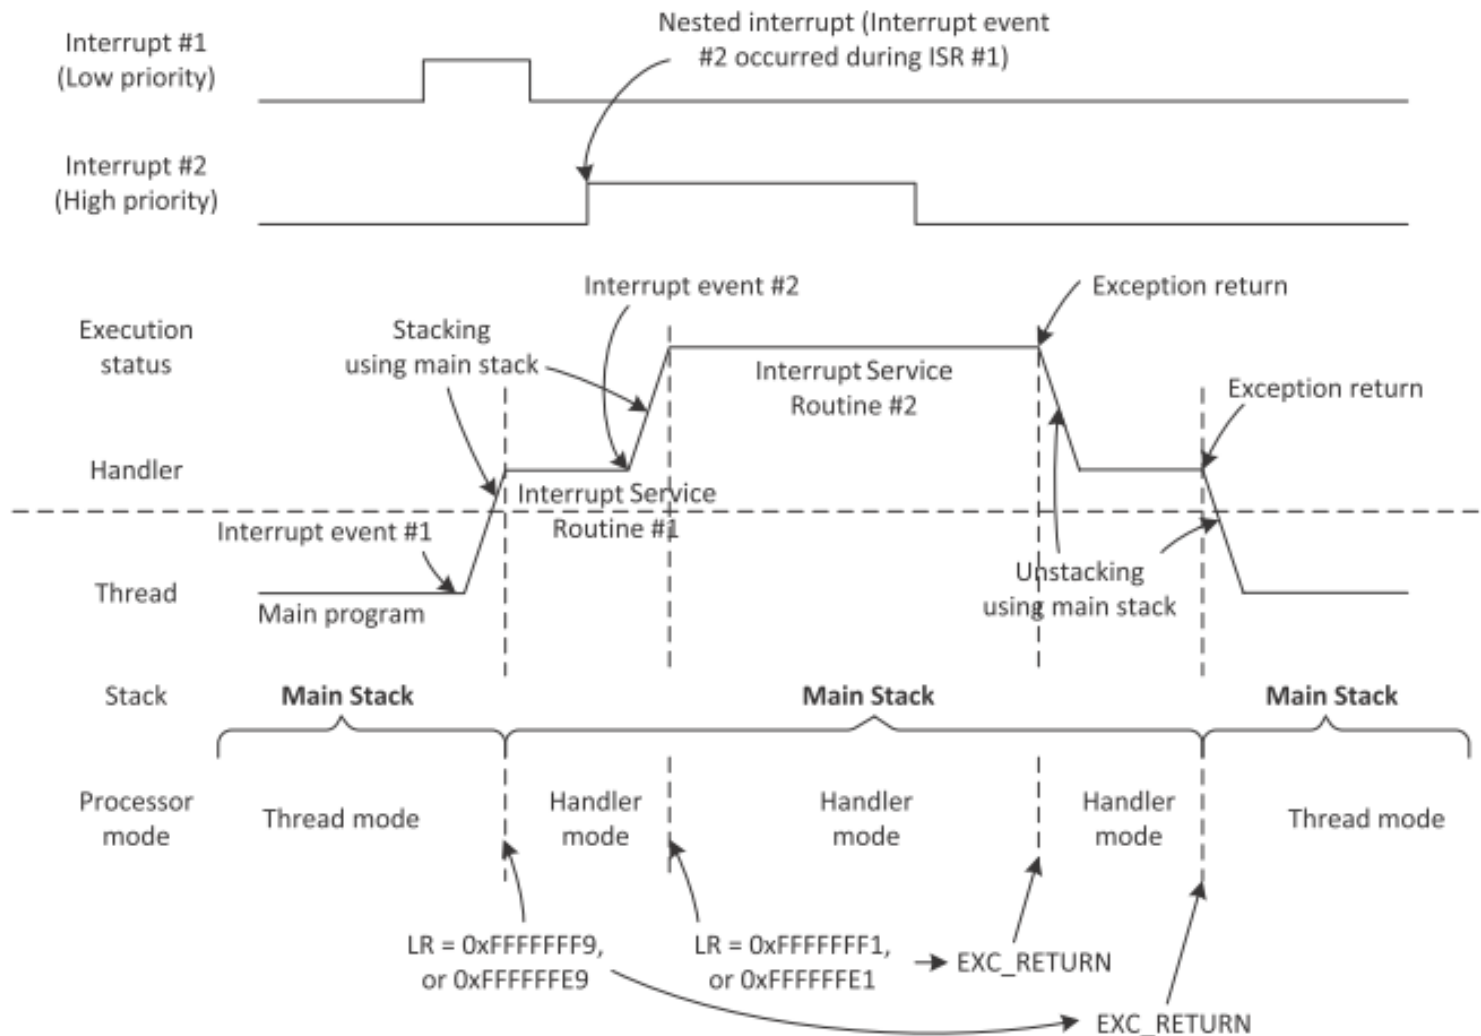 Nested interrupt (Interrupt event
#2 occurred during ISR #1)
Interrupt #1
(Low priority)
Interrupt #2
(High priority)
Interrupt event #2
Exception return
Execution
status
Stacking
using main stack
Interrupt Service
Routine #2
Exception return
Handler
Interrupt Service
Routine #1
Interrupt event #1
Thread
Main program
Unstacking
using main stack
Stack
Main Stack
Main Stack
Main Stack
Processor
mode
Thread mode
Handler
mode
Handler
mode
Handler
mode
Thread mode
LR = 0xFFFFFFF9,
or 0xFFFFFFE9
LR = 0xFFFFFFF1,
or 0xFFFFFFE1
EXC_RETURN
EXC_RETURN